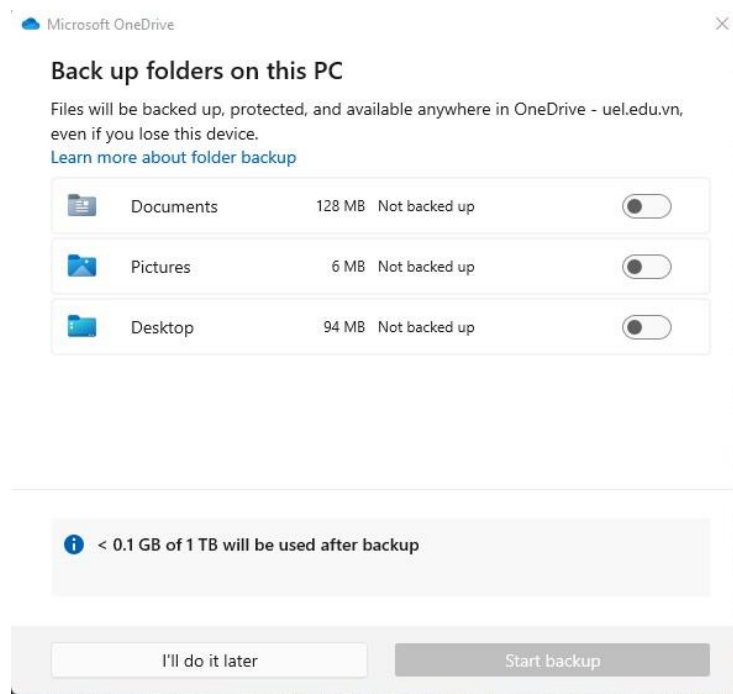 Microsoft OneDrive
Back up folders on this PC
Files will be backed up, protected, and available anywhere in OneDrive - uel.edu.vn,
even if you lose this device.
Learn more about folder backup
Documents 128 MB Not backed up
Pictures 6 MB Not backed up
Desktop 94 MB Not backed up
< 0.1 GB of 1 TB will be used after backup
I'll do it later Start backup